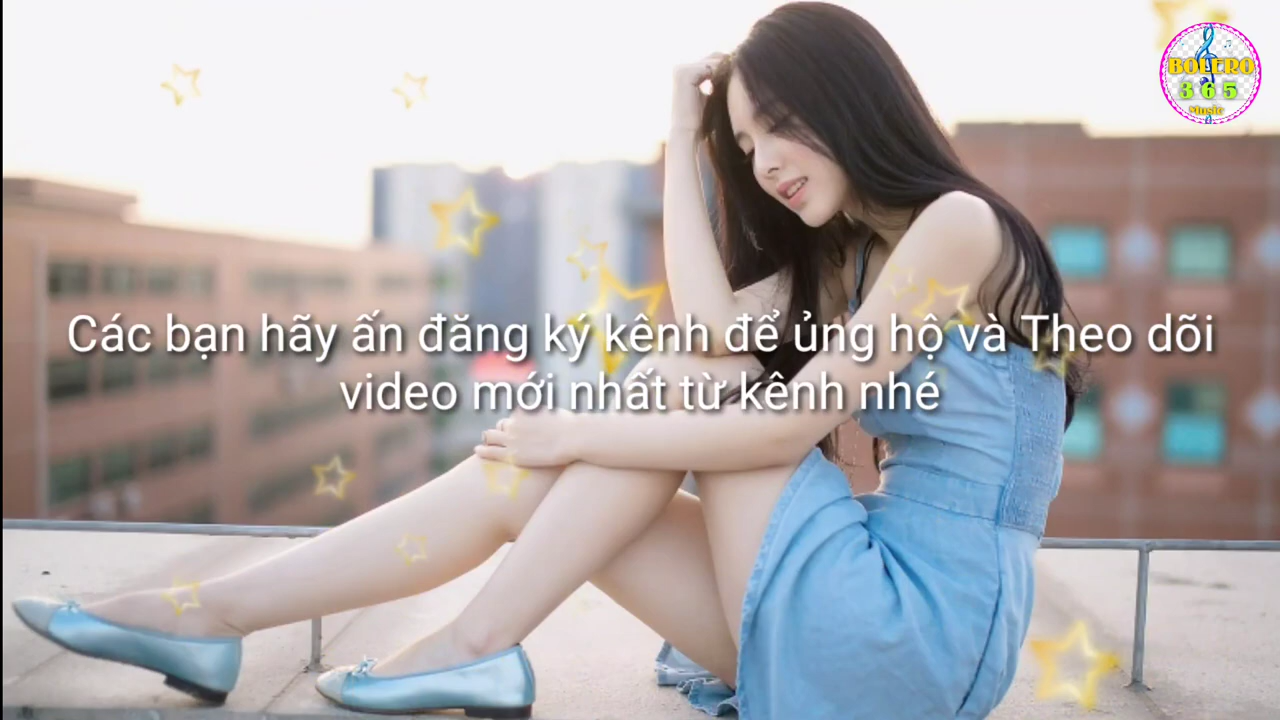 BOLERO
365
Music
Các bạn hãy ấn đăng ký kênh để ủng hộ và Theo dõi
video mới nhất từ kênh nhé